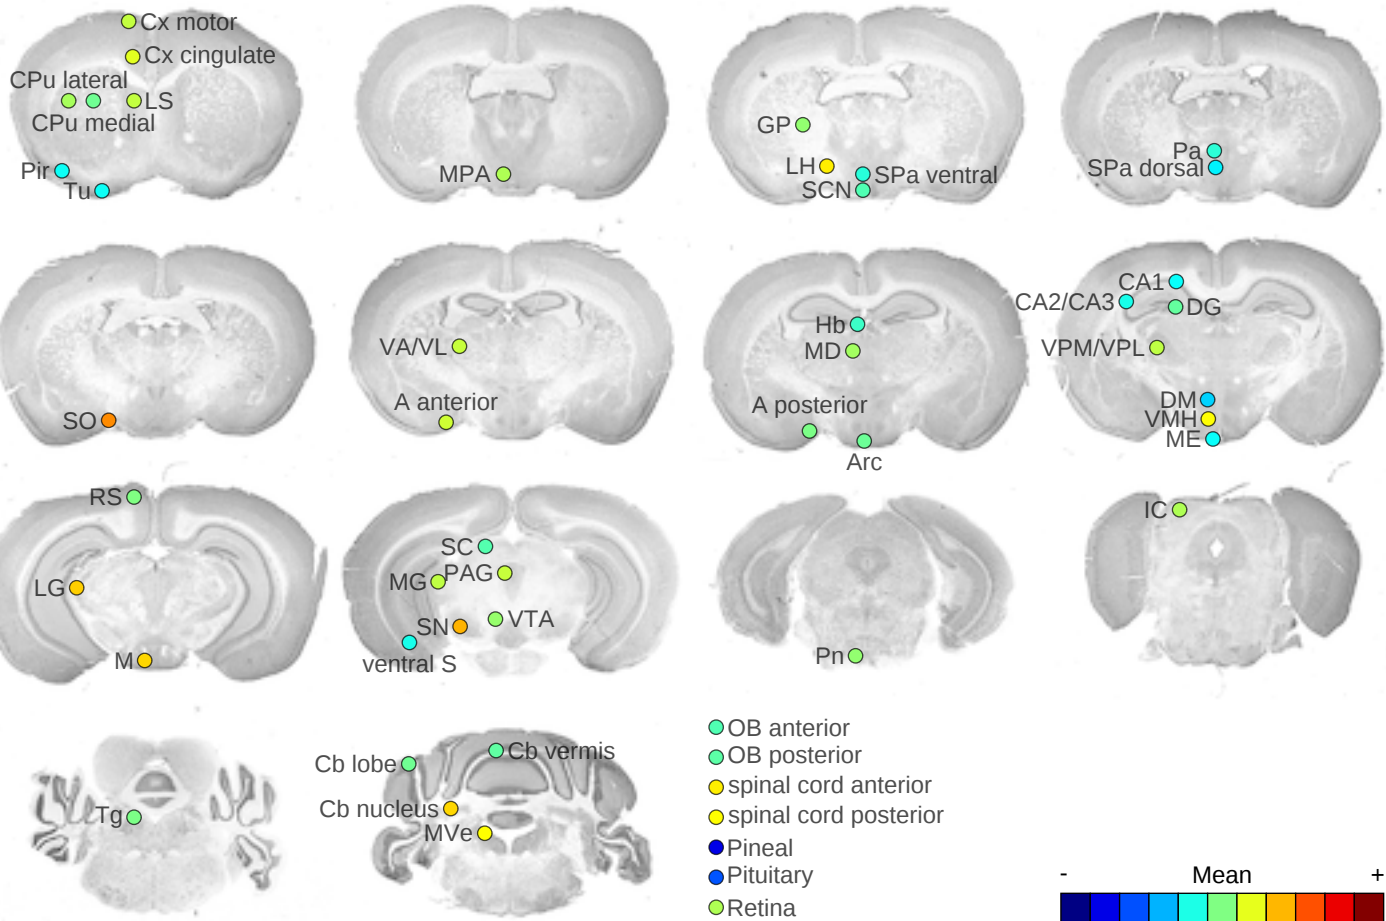 Cx motor
Cx cingulate
CPu lateral
LS
CPu medial
Pir
Tu
MPA
GP
LH
SPa ventral
SCN
Pa
SPa dorsal
SO
VA/VL
A anterior
Hb
MD
A posterior
Arc
CA1
CA2/CA3
DG
VPM/VPL
DM
VMH
ME
RS
LG
M
SC
MG
PAG
SN
VTA
ventral S
Pn
IC
Tg
Cb lobe
Cb vermis
Cb nucleus
MVe
OB anterior
OB posterior
spinal cord anterior
spinal cord posterior
Pineal
Pituitary
Retina
- Mean +